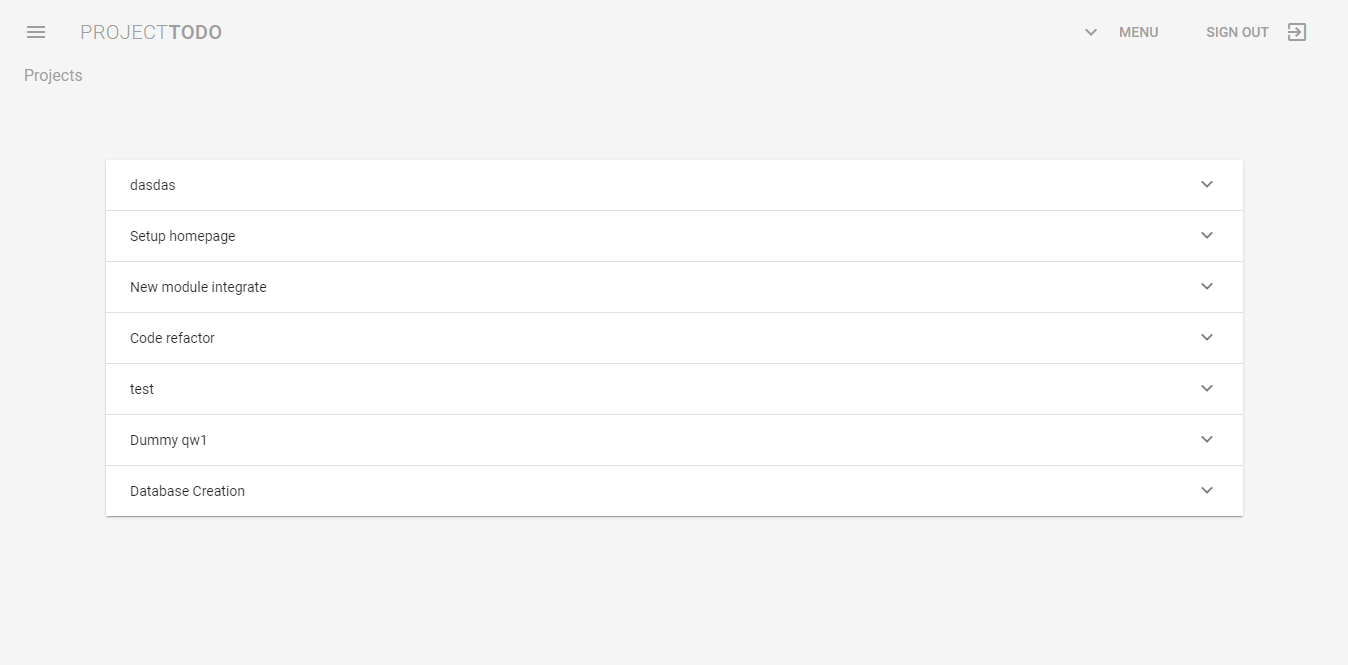 PROJECTTODO
MENU
SIGN OUT
Projects
dasdas
Setup homepage
New module integrate
Code refactor
test
Dummy qw1
Database Creation